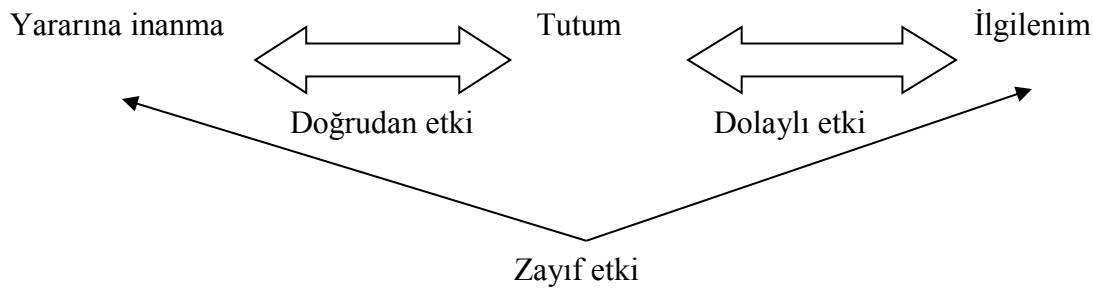 Yararına inanma
Tutum
İlgilenim
Doğrudan etki
Dolaylı etki
Zayıf etki